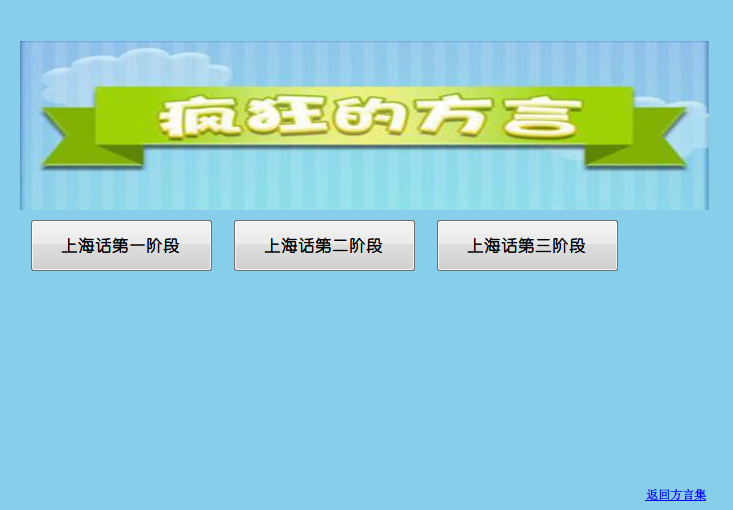 疯狂的方言
上海话第一阶段
上海话第二阶段
上海话第三阶段
返回方言集